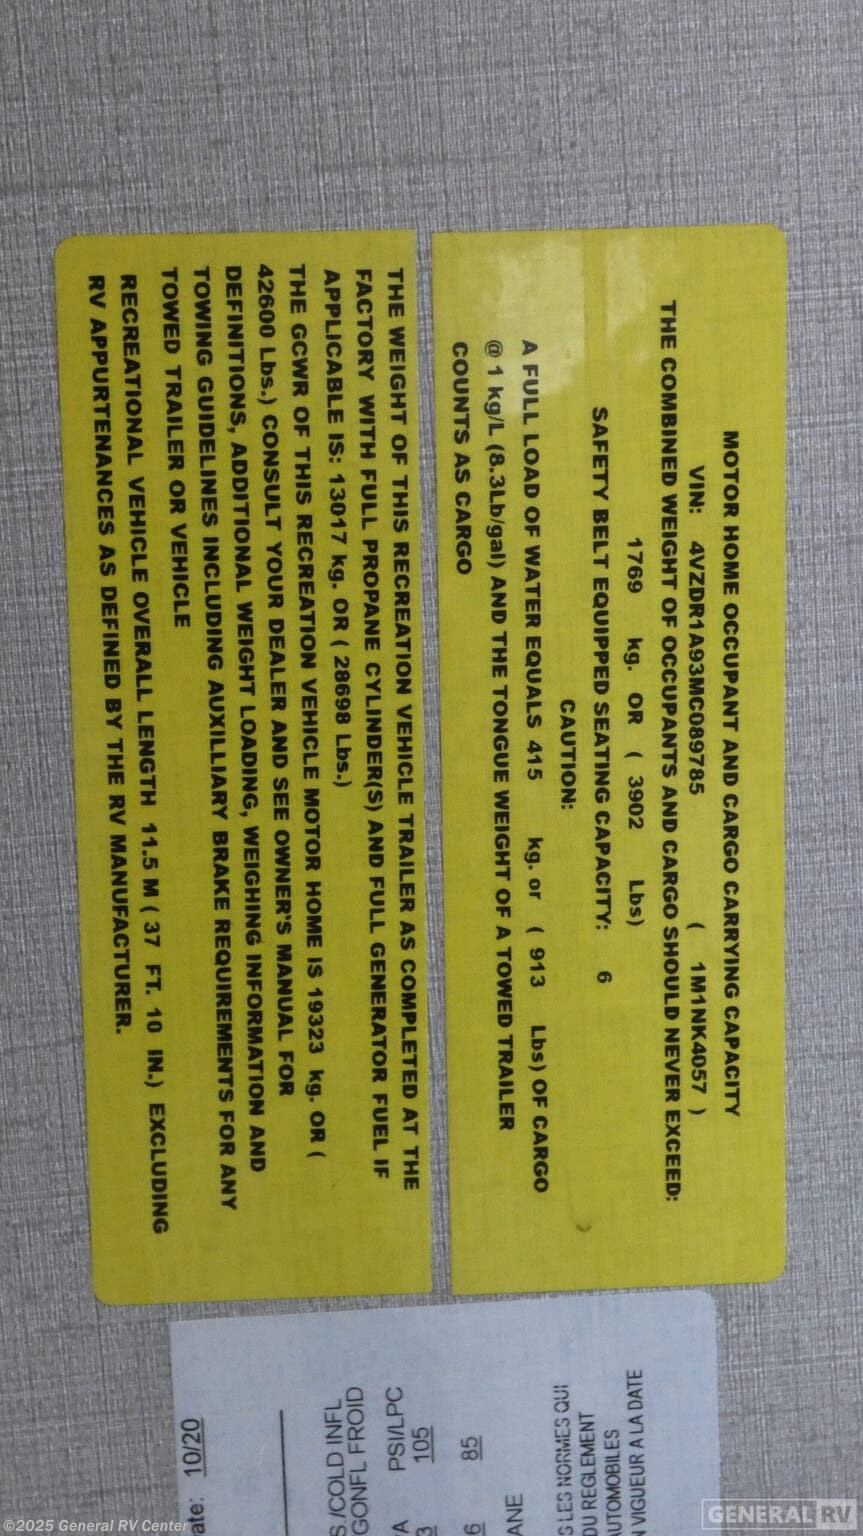 MOTOR HOME OCCUPANT AND CARGO CARRYING CAPACITY
VIN: 4VZDR1A93MC089785 ( 1M1NK4057 )
THE COMBINED WEIGHT OF OCCUPANTS AND CARGO SHOULD NEVER EXCEED:
1769 kg. OR ( 3902 Lbs)
SAFETY BELT EQUIPPED SEATING CAPACITY: 6
CAUTION:
A FULL LOAD OF WATER EQUALS 415 kg. or ( 913 Lbs) OF CARGO
@ 1 kg/L (8.3Lb/gal) AND THE TONGUE WEIGHT OF A TOWED TRAILER
COUNTS AS CARGO
THE WEIGHT OF THIS RECREATION VEHICLE TRAILER AS COMPLETED AT THE
FACTORY WITH FULL PROPANE CYLINDER(S) AND FULL GENERATOR FUEL IF
APPLICABLE IS: 13017 kg. OR ( 28698 Lbs.)
THE GCWR OF THIS RECREATION VEHICLE MOTOR HOME IS 19323 kg. OR (
42600 Lbs.) CONSULT YOUR DEALER AND SEE OWNER'S MANUAL FOR
DEFINITIONS, ADDITIONAL WEIGHT LOADING, WEIGHING INFORMATION AND
TOWING GUIDELINES INCLUDING AUXILLIARY BRAKE REQUIREMENTS FOR ANY
TOWED TRAILER OR VEHICLE
RECREATIONAL VEHICLE OVERALL LENGTH 11.5 M ( 37 FT. 10 IN.) EXCLUDING
RV APPURTENANCES AS DEFINED BY THE RV MANUFACTURER.
ate: 10/20
S /COLD INFL
GONFL FROID
A PSI/LPC
3 105
6 85
ANE
S LES NORMES QUI
DU REGLEMENT
UTOMOBILES
N VIGUEUR A LA DATE
©2025 General RV Center
GENERAL RV